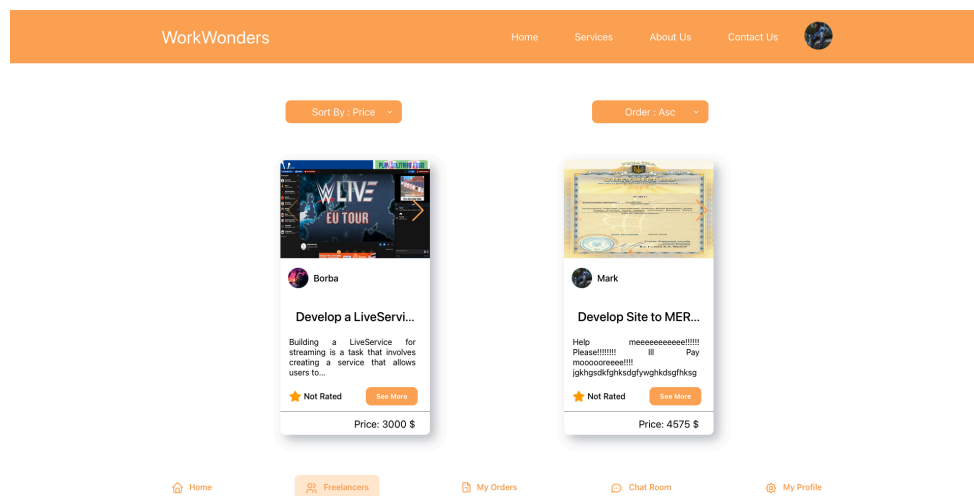 WorkWonders
Home Services About Us Contact Us
Sort By : Price
Order : Asc
WLIVE
EU TOUR
Borba
Develop a LiveServi...
Building a LiveService for
streaming is a task that involves
creating a service that allows
users to...
Not Rated
See More
Price: 3000 $
Mark
Develop Site to MER...
Help meeeeeeeeeee!!!!!!
Please!!!!!!!! Ill Pay
moooooreeee!!!!
jgkhgsdkfghksdgfywghkdsgfhksg
Not Rated
See More
Price: 4575 $
Home
Freelancers
My Orders
Chat Room
My Profile